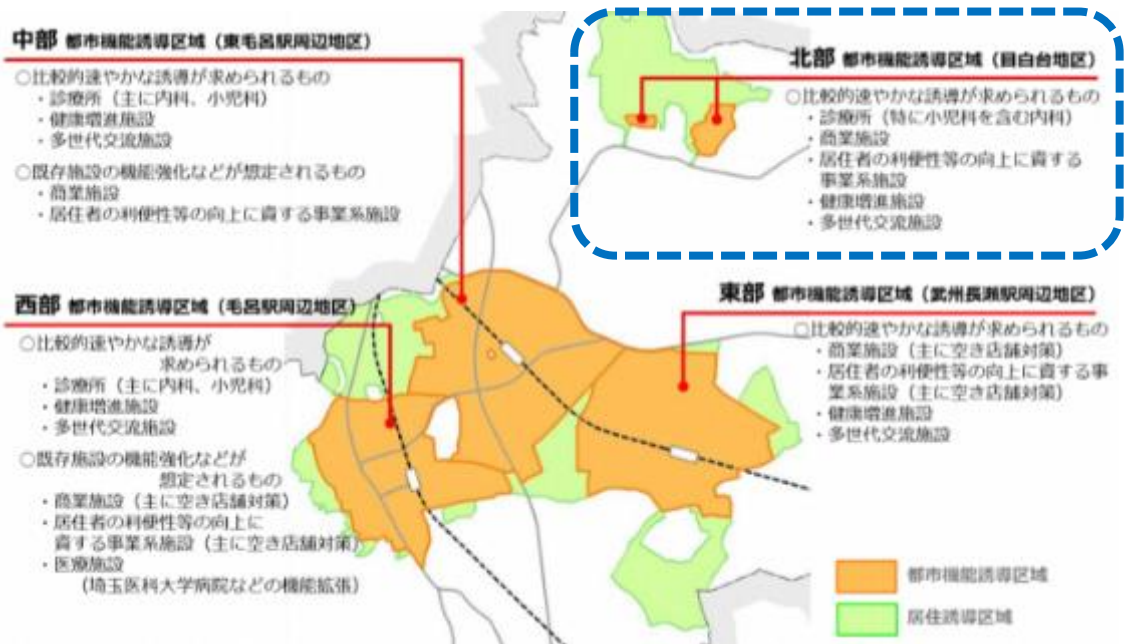 中部 都市機能誘導区域（東毛呂駅周辺地区）
○比較的速やかな誘導が求められるもの
・診療所（主に内科、小児科）
・健康増進施設
・多世代交流施設
○既存施設の機能強化などが想定されるもの
・商業施設
・居住者の利便性等の向上に資する事業系施設
北部 都市機能誘導区域（目白台地区）
○比較的速やかな誘導が求められるもの
・診療所（特に小児科を含む内科）
・商業施設
・居住者の利便性等の向上に資する
事業系施設
・健康増進施設
・多世代交流施設
西部 都市機能誘導区域（毛呂駅周辺地区）
○比較的速やかな誘導が
求められるもの
・診療所（主に内科、小児科）
・健康増進施設
・多世代交流施設
○既存施設の機能強化などが
想定されるもの
・商業施設（主に空き店舗対策）
・居住者の利便性等の向上に
資する事業系施設（主に空き店舗対策）
・医療施設
（埼玉医科大学病院などの機能拡張）
東部 都市機能誘導区域（武州長瀬駅周辺地区）
○比較的速やかな誘導が求められるもの
・商業施設（主に空き店舗対策）
・居住者の利便性等の向上に資する事
業系施設（主に空き店舗対策）
・健康増進施設
・多世代交流施設
都市機能誘導区域
居住誘導区域